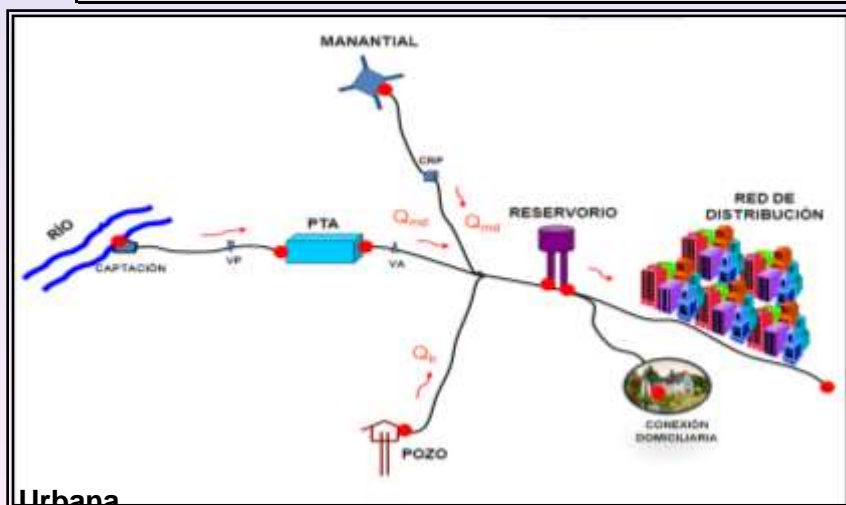 MANANTIAL
CRP
RED DE
DISTRIBUCIÓN
RESERVORIO
Qmd
Qmd
PTA
RÍO
CAPTACIÓN
VP
VA
Qb
POZO
CONEXIÓN
DOMICILIARIA
Urbana